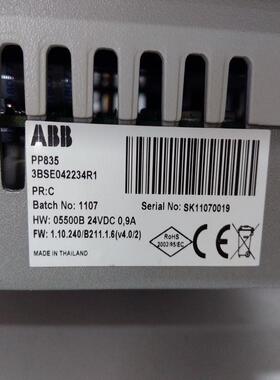 ABB
PP835
3BSE042234R1
PR:C
Batch No: 1107 Serial No: SK11070019
HW: 05500B 24VDC 0,9A
FW: 1.10.240/B211.1.6(v4.0/2)
MADE IN THAILAND
RoHS
2002/95/EC